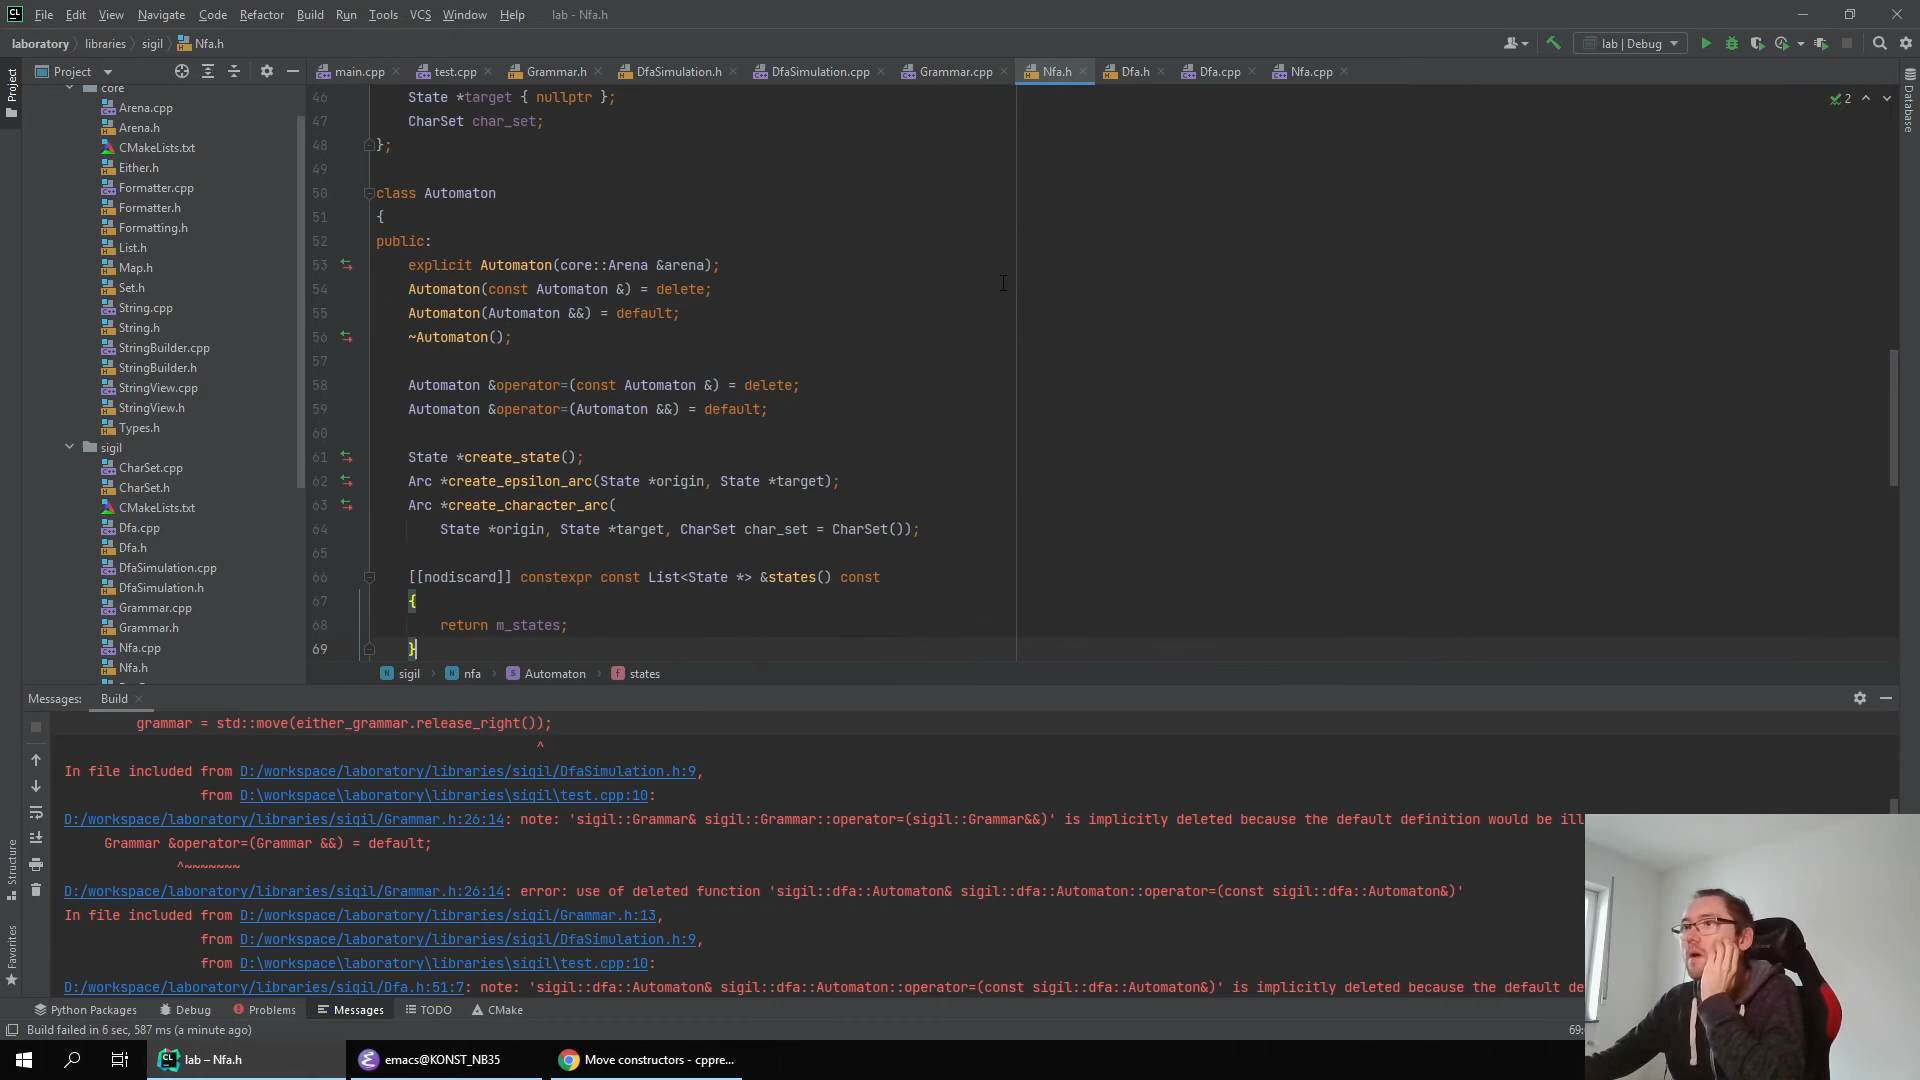 File Edit View Navigate Code Refactor Build Run Tools VCS Window Help lab - Nfa.h
laboratory libraries sigil Nfa.h
lab | Debug
Project
main.cpp test.cpp Grammar.h DfaSimulation.h DfaSimulation.cpp Grammar.cpp Nfa.h Dfa.h Dfa.cpp Nfa.cpp
Project
Database
core
Arena.cpp
Arena.h
CMakeLists.txt
Either.h
Formatter.cpp
Formatter.h
Formatting.h
List.h
Map.h
Set.h
String.cpp
String.h
StringBuilder.cpp
StringBuilder.h
StringView.cpp
StringView.h
Types.h
sigil
CharSet.cpp
CharSet.h
CMakeLists.txt
Dfa.cpp
Dfa.h
DfaSimulation.cpp
DfaSimulation.h
Grammar.cpp
Grammar.h
Nfa.cpp
Nfa.h
2
46 State *target { nullptr };
47 CharSet char_set;
48 };
49
50 class Automaton
51 {
52 public:
53 explicit Automaton(core::Arena &arena);
54 Automaton(const Automaton &) = delete;
55 Automaton(Automaton &&) = default;
56 ~Automaton();
57
58 Automaton &operator=(const Automaton &) = delete;
59 Automaton &operator=(Automaton &&) = default;
60
61 State *create_state();
62 Arc *create_epsilon_arc(State *origin, State *target);
63 Arc *create_character_arc(
64 State *origin, State *target, CharSet char_set = CharSet());
65
66 [[nodiscard]] constexpr const List<State *> &states() const
67 {
68 return m_states;
69 }
sigil nfa Automaton states
Messages: Build
grammar = std::move(either_grammar.release_right());
^
In file included from D:/workspace/laboratory/libraries/sigil/DfaSimulation.h:9,
from D:\workspace\laboratory\libraries\sigil\test.cpp:10:
D:/workspace/laboratory/libraries/sigil/Grammar.h:26:14: note: 'sigil::Grammar& sigil::Grammar::operator=(sigil::Grammar&&)' is implicitly deleted because the default definition would be ill
Grammar &operator=(Grammar &&) = default;
^~~~~~~~
D:/workspace/laboratory/libraries/sigil/Grammar.h:26:14: error: use of deleted function 'sigil::dfa::Automaton& sigil::dfa::Automaton::operator=(const sigil::dfa::Automaton&)'
In file included from D:/workspace/laboratory/libraries/sigil/Grammar.h:13,
from D:/workspace/laboratory/libraries/sigil/DfaSimulation.h:9,
from D:\workspace\laboratory\libraries\sigil\test.cpp:10:
D:/workspace/laboratory/libraries/sigil/Dfa.h:51:7: note: 'sigil::dfa::Automaton& sigil::dfa::Automaton::operator=(const sigil::dfa::Automaton&)' is implicitly deleted because the default de
Structure
Favorites
Python Packages Debug Problems Messages TODO CMake
Build failed in 6 sec, 587 ms (a minute ago)
69:
lab – Nfa.h emacs@KONST_NB35 Move constructors - cppre...